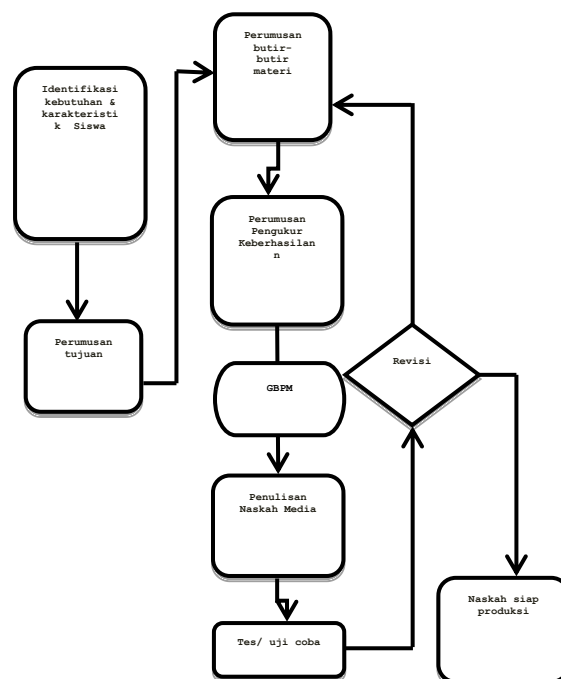 Identifikasi
kebutuhan &
karakteristi
k Siswa
Perumusan
tujuan
Perumusan
butir-
butir
materi
Perumusan
Pengukur
Keberhasilan
n
GBPM
Penulisan
Naskah Media
Tes/ uji coba
Revisi
Naskah siap
produksi